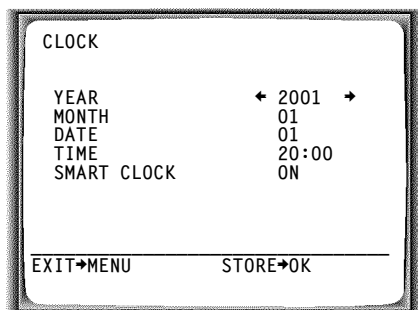 CLOCK
YEAR ← 2001 →
MONTH 01
DATE 01
TIME 20:00
SMART CLOCK ON
EXIT→MENU STORE→OK